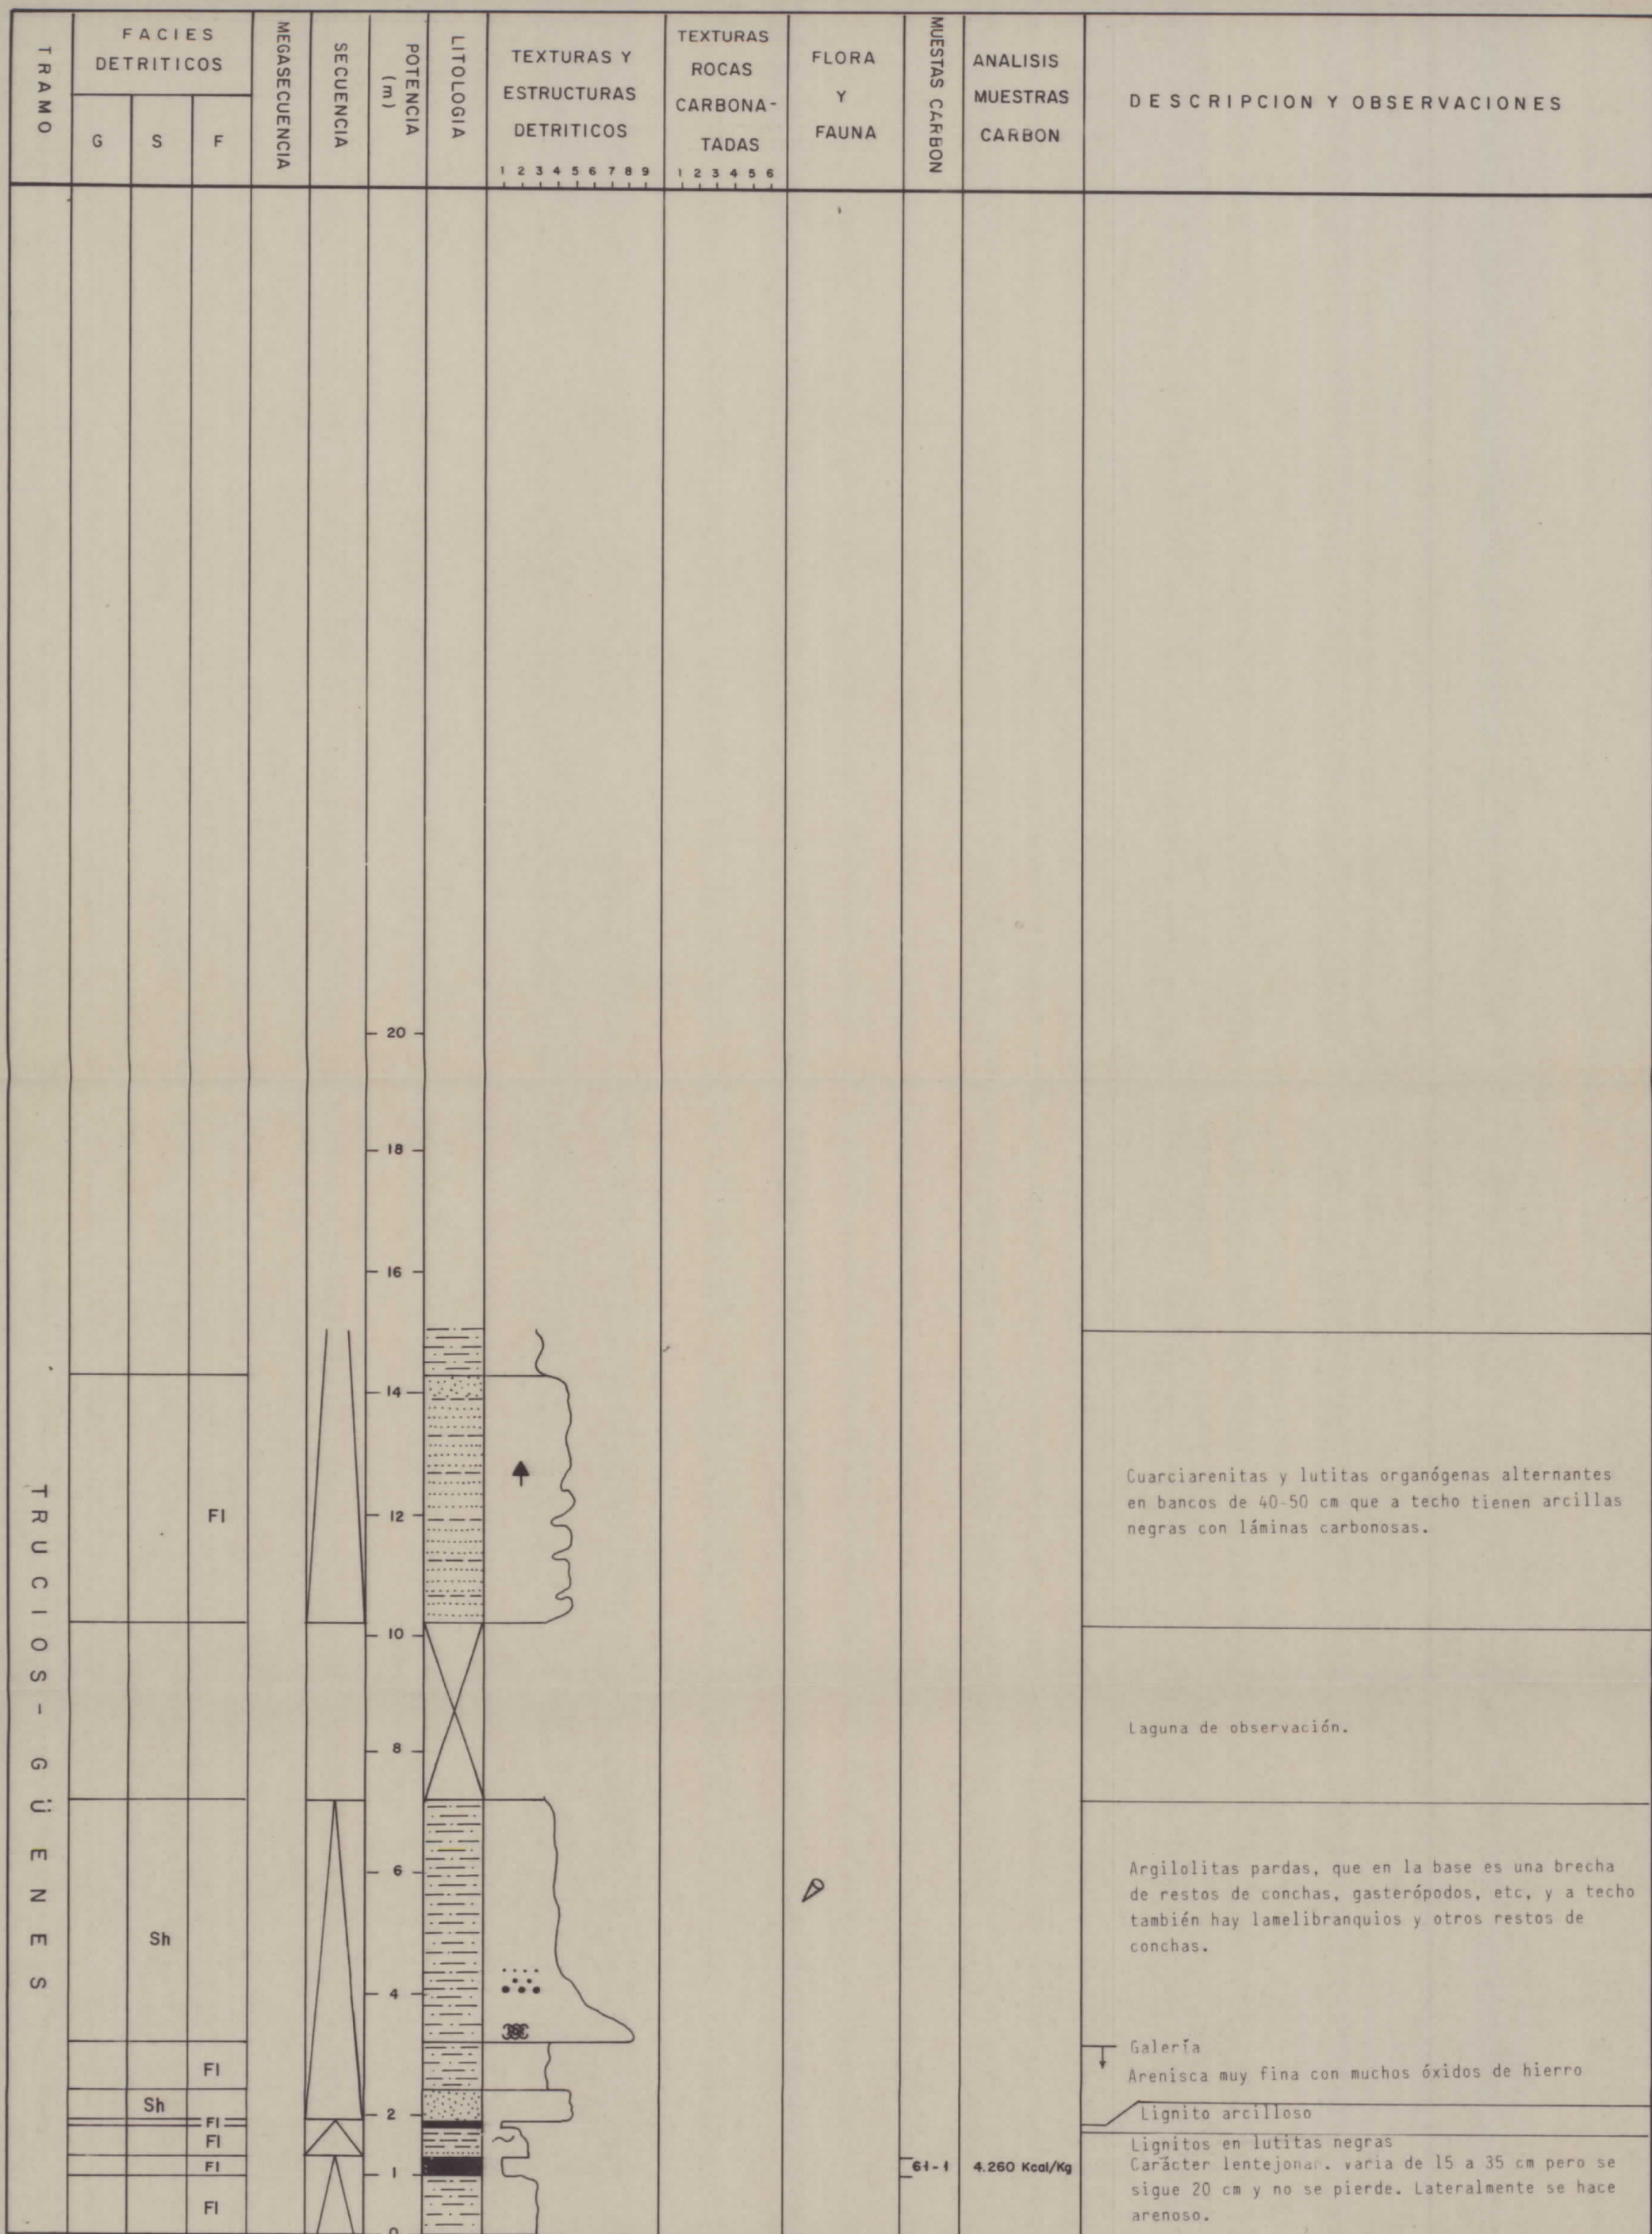 TRAMO
FACIES
DETRITICOS
G S F
MEGASECUENCIA
SECUENCIA
POTENCIA
(m)
LITOLOGIA
TEXTURAS Y
ESTRUCTURAS
DETRITICOS
1 2 3 4 5 6 7 8 9
TEXTURAS
ROCAS
CARBONA-
TADAS
1 2 3 4 5 6
FLORA
Y
FAUNA
MUESTAS CARBON
ANALISIS
MUESTRAS
CARBON
DESCRIPCION Y OBSERVACIONES
TRUCIOS - GÜEÑES
20
18
16
14
12
10
8
6
4
2
1
0
Fl
Sh
Fl
Sh
Fl
Fl
Fl
Fl
61-1
4.260 Kcal/Kg
Cuarciarenitas y lutitas organógenas alternantes
en bancos de 40-50 cm que a techo tienen arcillas
negras con láminas carbonosas.
Laguna de observación.
Argilolitas pardas, que en la base es una brecha
de restos de conchas, gasterópodos, etc, y a techo
también hay lamelibranquios y otros restos de
conchas.
Galería
Arenisca muy fina con muchos óxidos de hierro
Lignito arcilloso
Lignitos en lutitas negras
Carácter lentejonar. varia de 15 a 35 cm pero se
sigue 20 cm y no se pierde. Lateralmente se hace
arenoso.